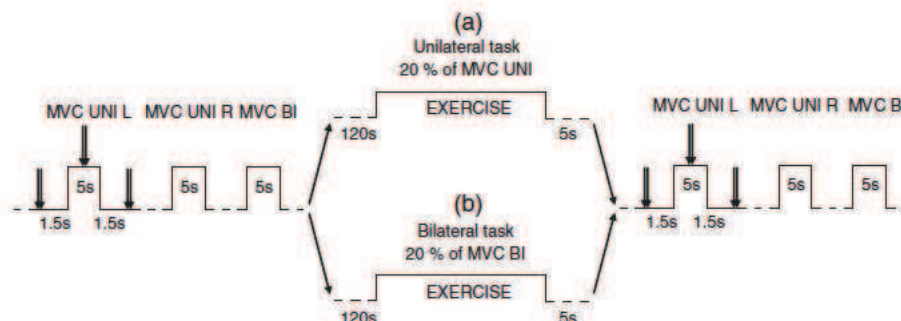 (a)
Unilateral task
20 % of MVC UNI
MVC UNI L MVC UNI R MVC BI
EXERCISE
120s 5s
5s 5s 5s
1.5s 1.5s
(b)
Bilateral task
20 % of MVC BI
EXERCISE
120s 5s
MVC UNI L MVC UNI R MVC B
5s 5s 5s
1.5s 1.5s